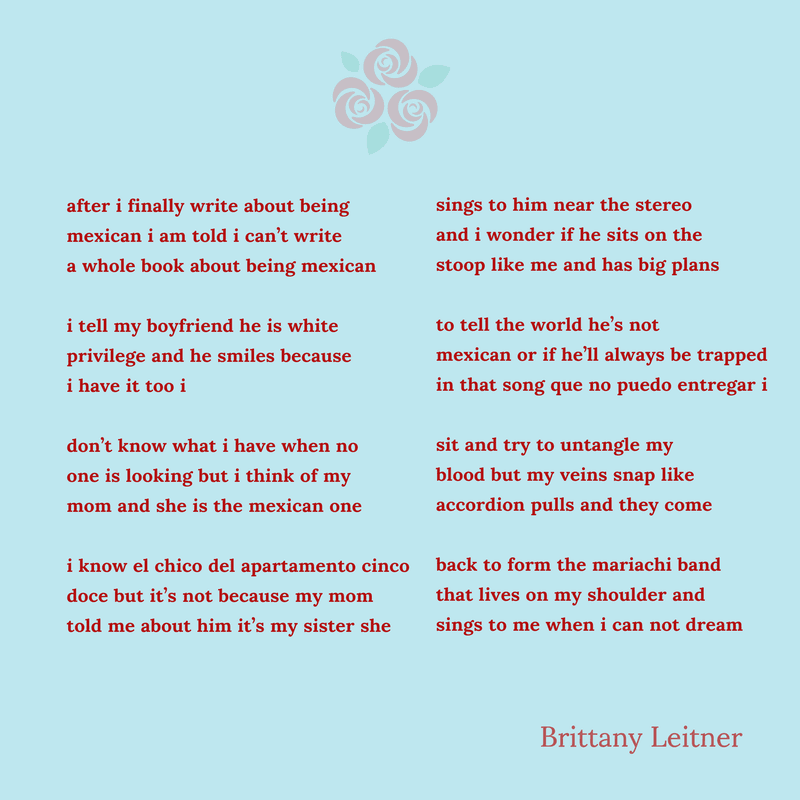 after i finally write about being
mexican i am told i can't write
a whole book about being mexican
i tell my boyfriend he is white
privilege and he smiles because
i have it too i
don't know what i have when no
one is looking but i think of my
mom and she is the mexican one
i know el chico del apartamento cinco
doce but it's not because my mom
told me about him it's my sister she
sings to him near the stereo
and i wonder if he sits on the
stoop like me and has big plans
to tell the world he's not
mexican or if he'll always be trapped
in that song que no puedo entregar i
sit and try to untangle my
blood but my veins snap like
accordion pulls and they come
back to form the mariachi band
that lives on my shoulder and
sings to me when i can not dream
Brittany Leitner